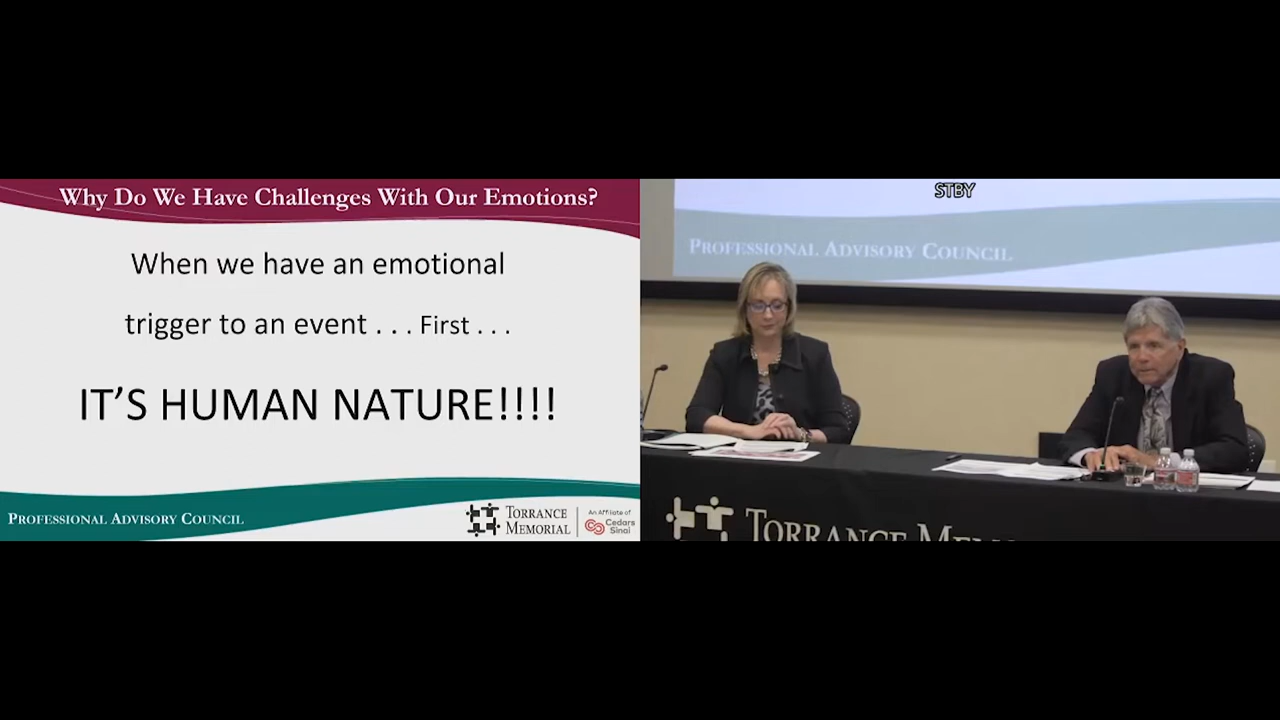 Why Do We Have Challenges With Our Emotions?
When we have an emotional
trigger to an event . . . First . . .
IT’S HUMAN NATURE!!!!
PROFESSIONAL ADVISORY COUNCIL
TORRANCE
MEMORIAL
An Affiliate of
Cedars
Sinai
STBY
PROFESSIONAL ADVISORY COUNCIL
TORRANCE